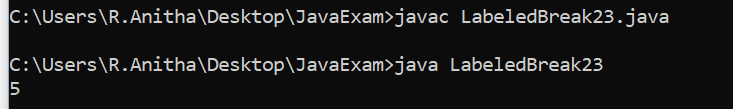 C:\Users\R.Anitha\Desktop\JavaExam>javac LabeledBreak23.java
C:\Users\R.Anitha\Desktop\JavaExam>java LabeledBreak23
5